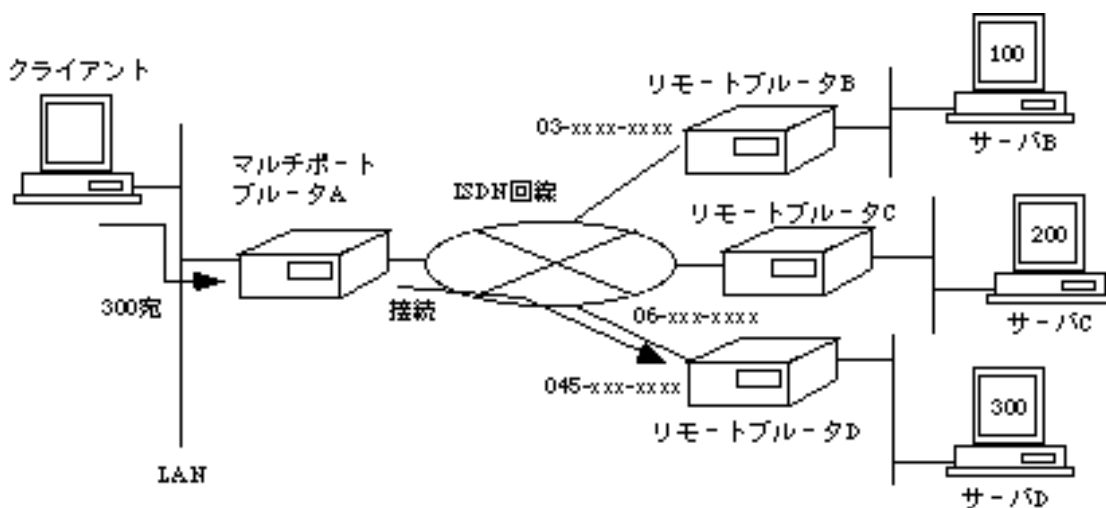 クライアント
マルチポート
ブルータA
ISDN回線
300宛
接続
LAN
リモートブルータB
03-xxxx-xxxx
100
サーバB
リモートブルータC
06-xxx-xxxx
200
サーバC
045-xxx-xxxx
リモートブルータD
300
サーバD